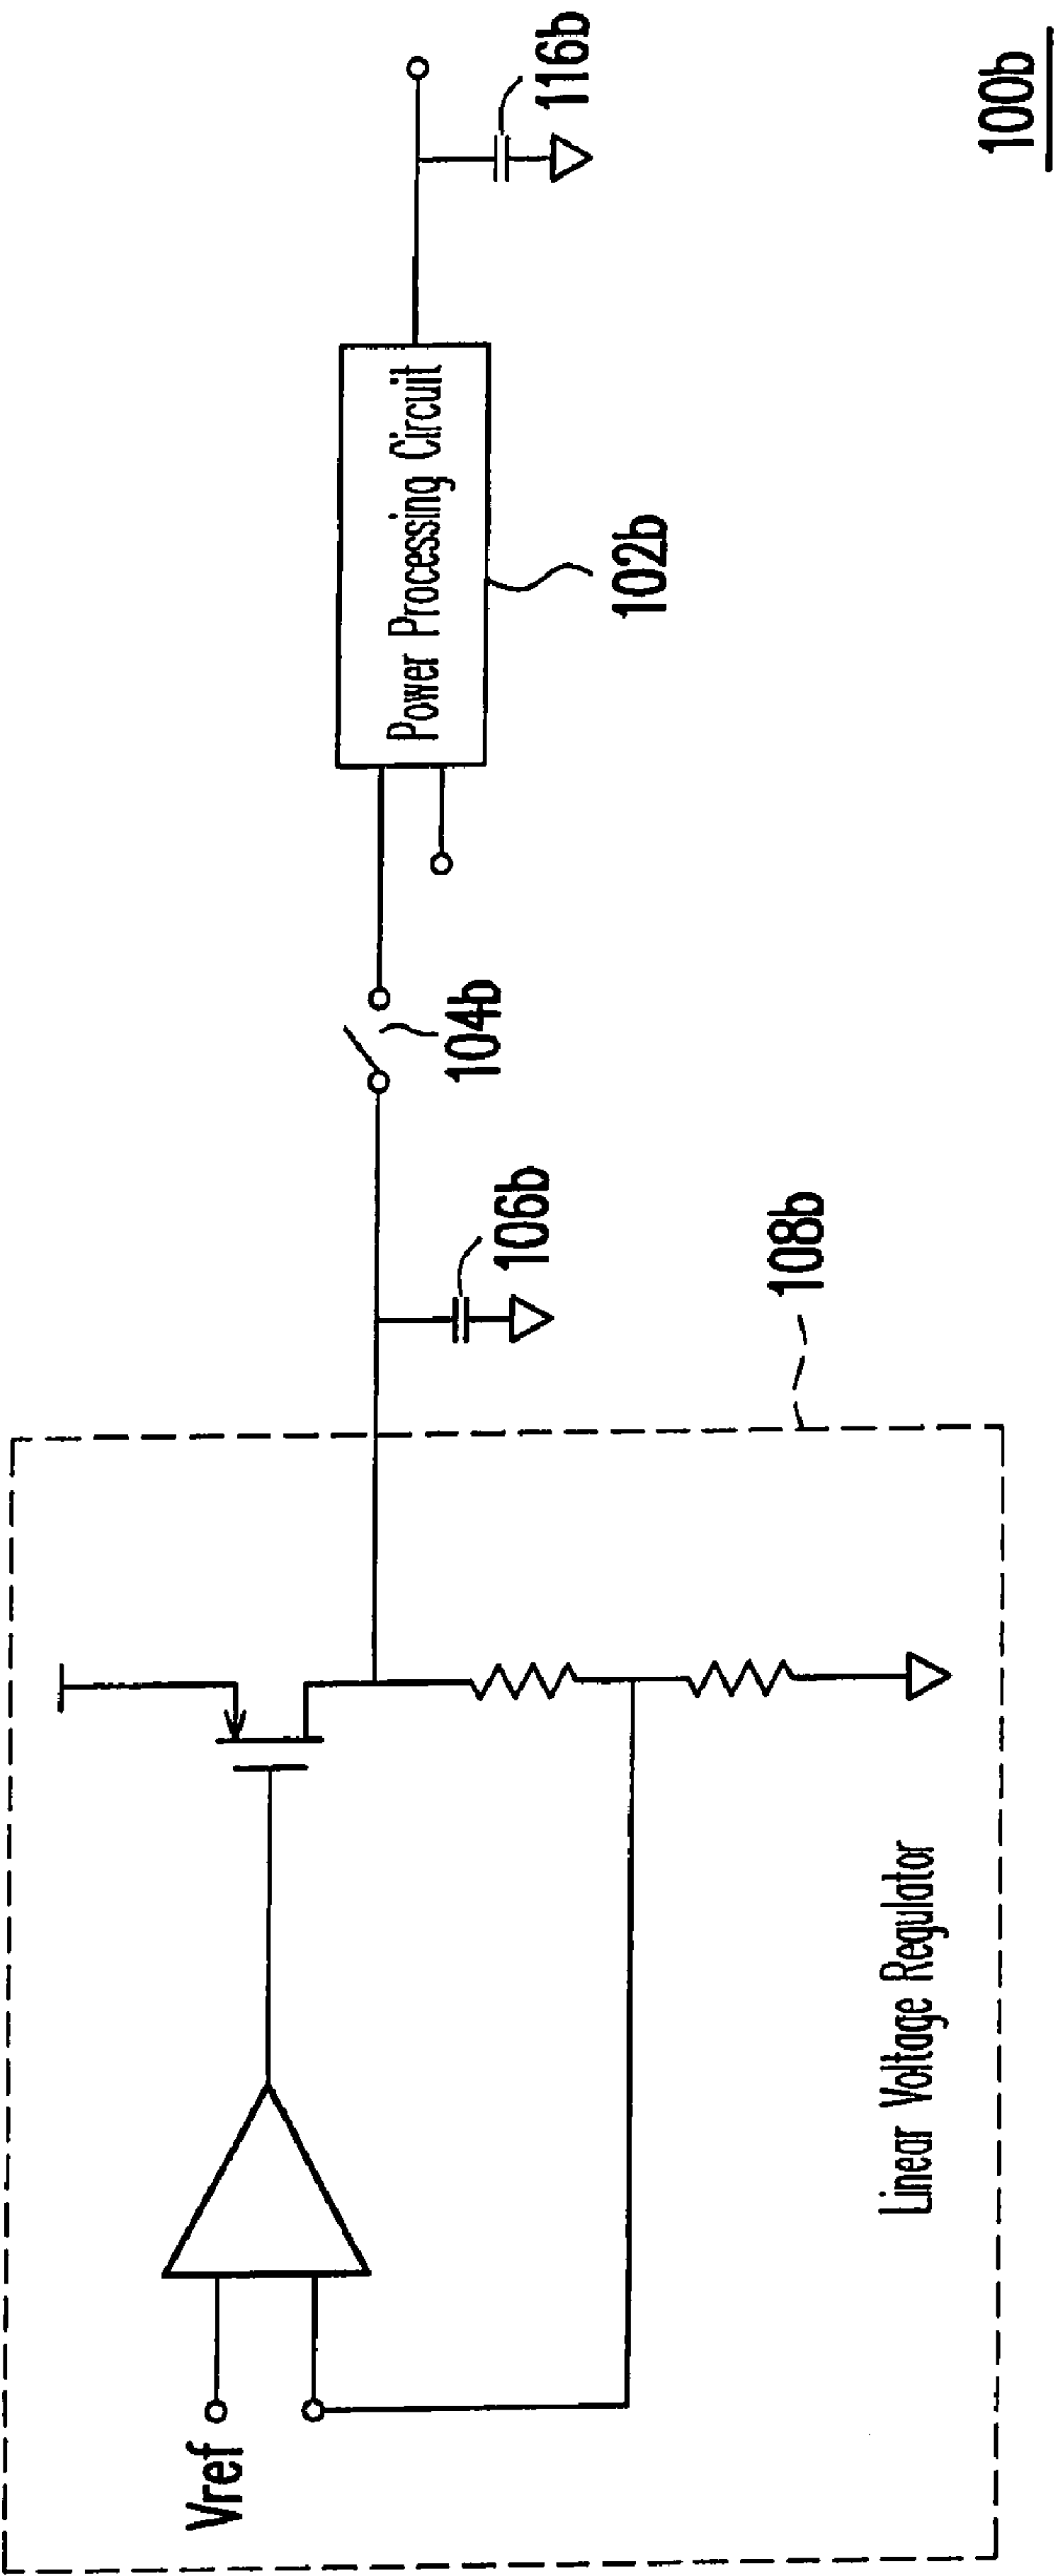 Vref
Linear Voltage Regulator
108b
106b
104b
Power Processing Circuit
102b
116b
100b